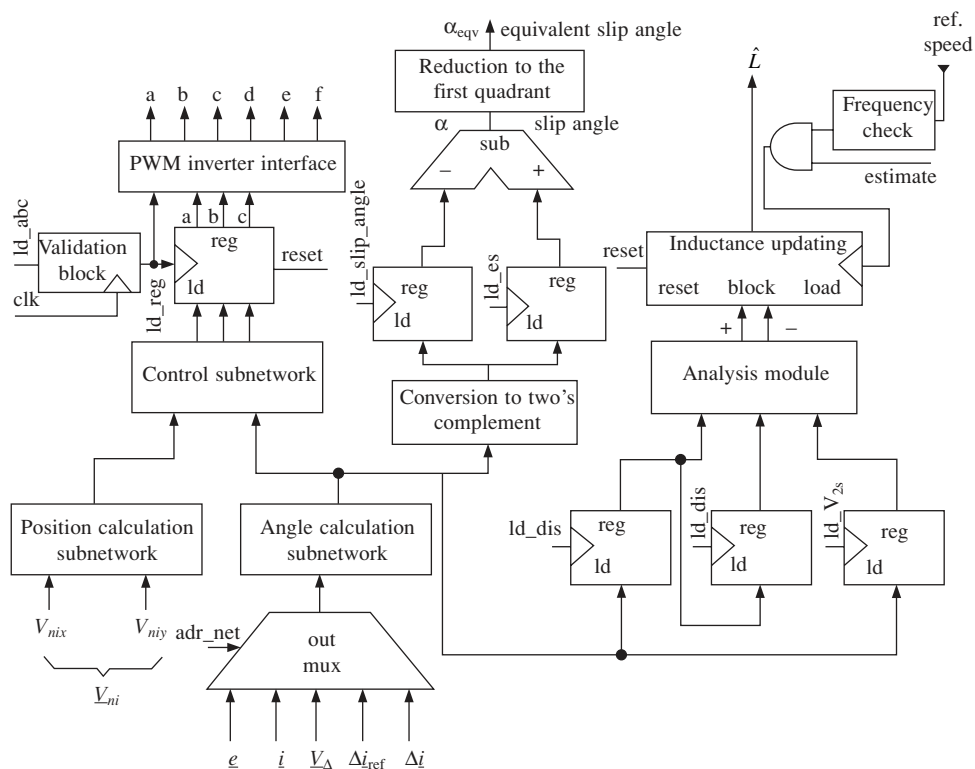 α_eqv equivalent slip angle
Reduction to the
first quadrant
α slip angle
sub
– +
ref.
speed
L̂
Frequency
check
estimate
a b c d e f
PWM inverter interface
a b c
ld_abc
Validation
block
clk
ld_reg
reg
ld
reset
ld_slip_angle
reg
ld
ld_es
reg
ld
reset
Inductance updating
reset block load
+ –
Control subnetwork
Conversion to two's
complement
Analysis module
Position calculation
subnetwork
Angle calculation
subnetwork
ld_dis
reg
ld
ld_dis
reg
ld
ld_V_2s
reg
ld
V_nix V_niy
V_ni
adr_net
out
mux
e i V_Δ Δi_ref Δi